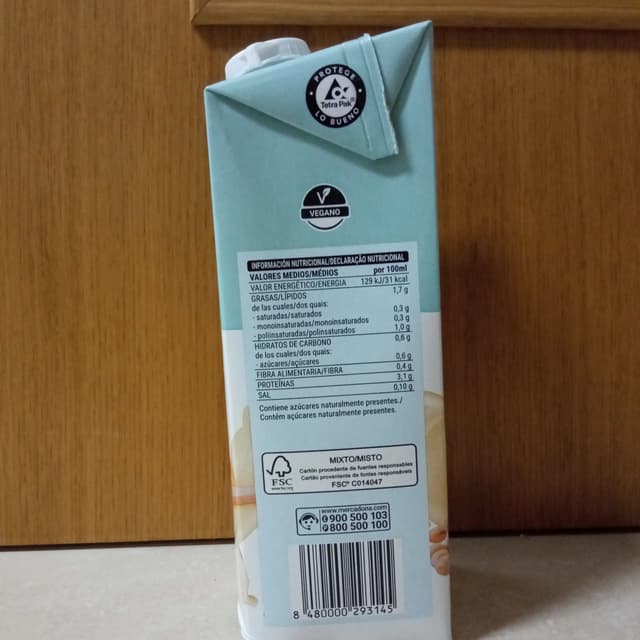 PROTEGE
Tetra Pak®
LO BUENO
V
VEGANO
INFORMACIÓN NUTRICIONAL/DECLARAÇÃO NUTRICIONAL
VALORES MEDIOS/MÉDIOS por 100ml
VALOR ENERGÉTICO/ENERGIA 129 kJ/31 kcal
GRASAS/LÍPIDOS 1,7 g
de las cuales/dos quais:
- saturadas/saturados 0,3 g
- monoinsaturadas/monoinsaturados 0,3 g
- poliinsaturadas/polinsaturados 1,0 g
HIDRATOS DE CARBONO 0,6 g
de los cuales/dos quais:
- azúcares/açúcares 0,6 g
FIBRA ALIMENTARIA/FIBRA 0,4 g
PROTEÍNAS 3,1 g
SAL 0,10 g
Contiene azúcares naturalmente presentes./
Contém açúcares naturalmente presentes.
MIXTO/MISTO
Cartón procedente de fuentes responsables
Cartão proveniente de fontes responsáveis
FSC® C014047
FSC
www.fsc.org
www.mercadona.com
900 500 103
800 500 100
8 480000 293145